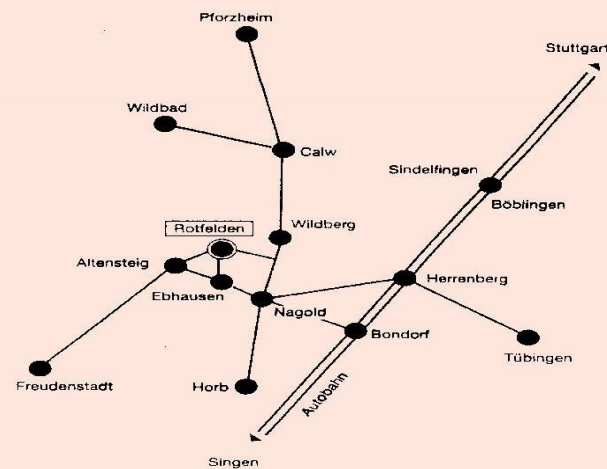 Pforzheim
Stuttgart
Wildbad
Calw
Sindelfingen
Böblingen
Rotfelden
Wildberg
Altensteig
Herrenberg
Ebhausen
Nagold
Bondorf
Tübingen
Freudenstadt
Horb
Autobahn
Singen